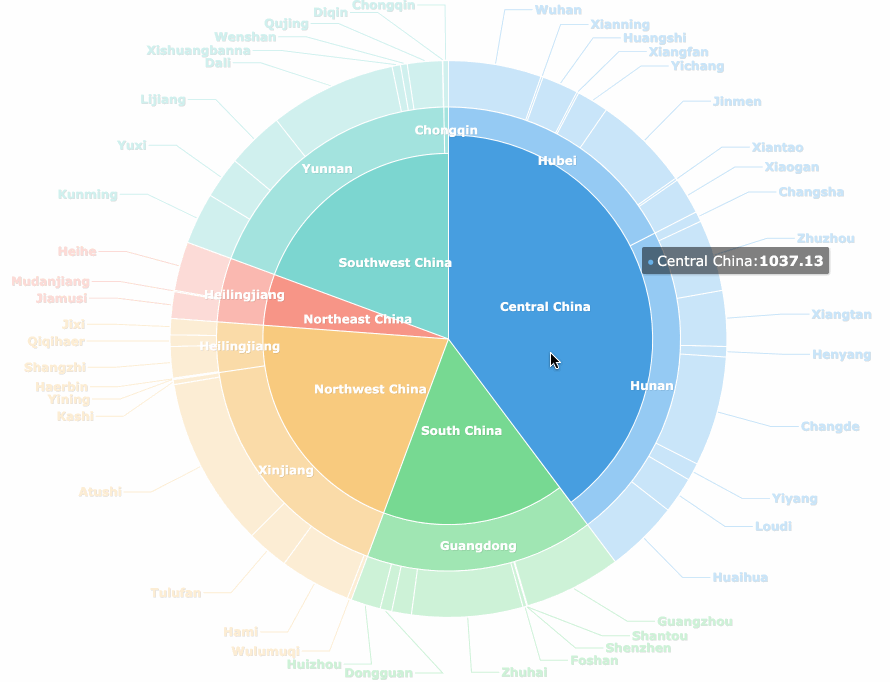 Chongqin
Diqin
Qujing
Wenshan
Xishuangbanna
Dali
Lijiang
Yuxi
Kunming
Heihe
Mudanjiang
Jiamusi
Jixi
Qiqihaer
Shangzhi
Haerbin
Yining
Kashi
Atushi
Tulufan
Hami
Wulumuqi
Huizhou
Dongguan
Zhuhai
Foshan
Shenzhen
Shantou
Guangzhou
Wuhan
Xianning
Huangshi
Xiangfan
Yichang
Jinmen
Xiantao
Xiaogan
Changsha
Zhuzhou
Xiangtan
Henyang
Changde
Yiyang
Loudi
Huaihua
Chongqin
Yunnan
Hubei
Southwest China
Central China:1037.13
Heilingjiang
Northeast China
Central China
Heilingjiang
Northwest China
Hunan
South China
Xinjiang
Guangdong